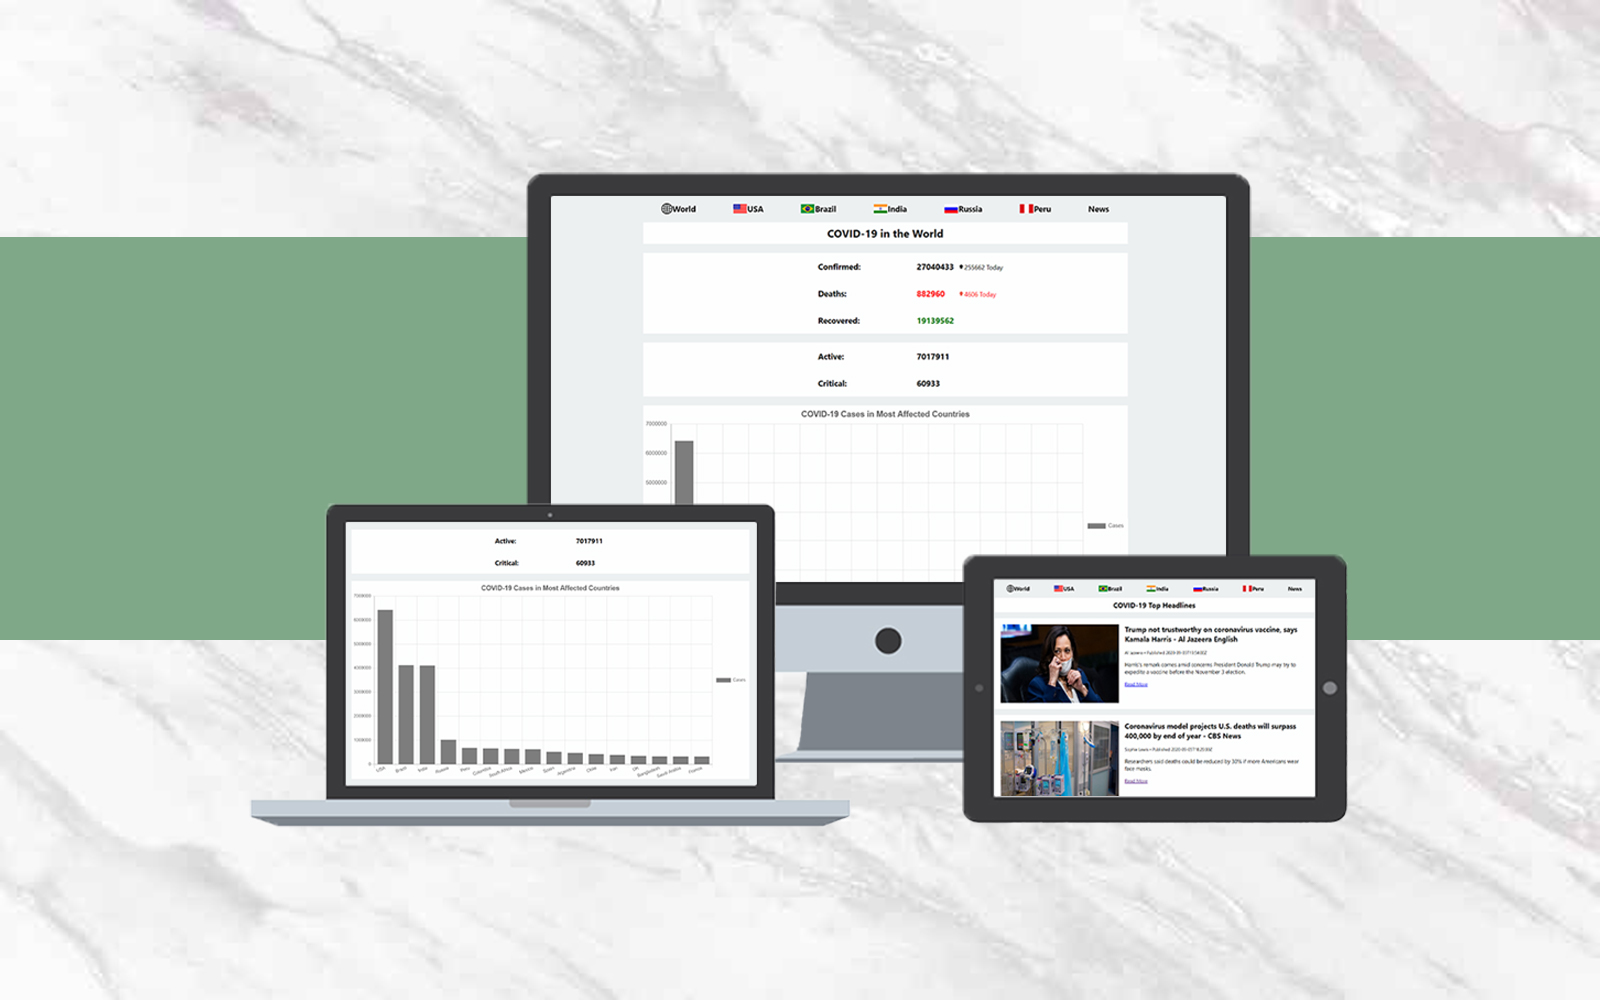 World USA Brazil India Russia Peru News
COVID-19 in the World
Confirmed: 27040433 255662 Today
Deaths: 882960 4606 Today
Recovered: 19139562
Active: 7017911
Critical: 60933
COVID-19 Cases in Most Affected Countries
7000000
6000000
5000000
Cases
Active: 7017911
Critical: 60933
COVID-19 Cases in Most Affected Countries
7000000
6000000
5000000
4000000
3000000
2000000
1000000
0
Cases
USA Brazil India Russia Peru Colombia South Africa Mexico Spain Argentina Chile Iran UK Bangladesh Saudi Arabia France
World USA Brazil India Russia Peru News
COVID-19 Top Headlines
Trump not trustworthy on coronavirus vaccine, says
Kamala Harris - Al Jazeera English
Al Jazeera • Published
Harris's remark comes amid concerns President Donald Trump may try to
expedite a vaccine before the November 3 election.
Read More
Coronavirus model projects U.S. deaths will surpass
400,000 by end of year - CBS News
Sophie Lewis • Published
Researchers said deaths could be reduced by 30% if more Americans wear
face masks.
Read More